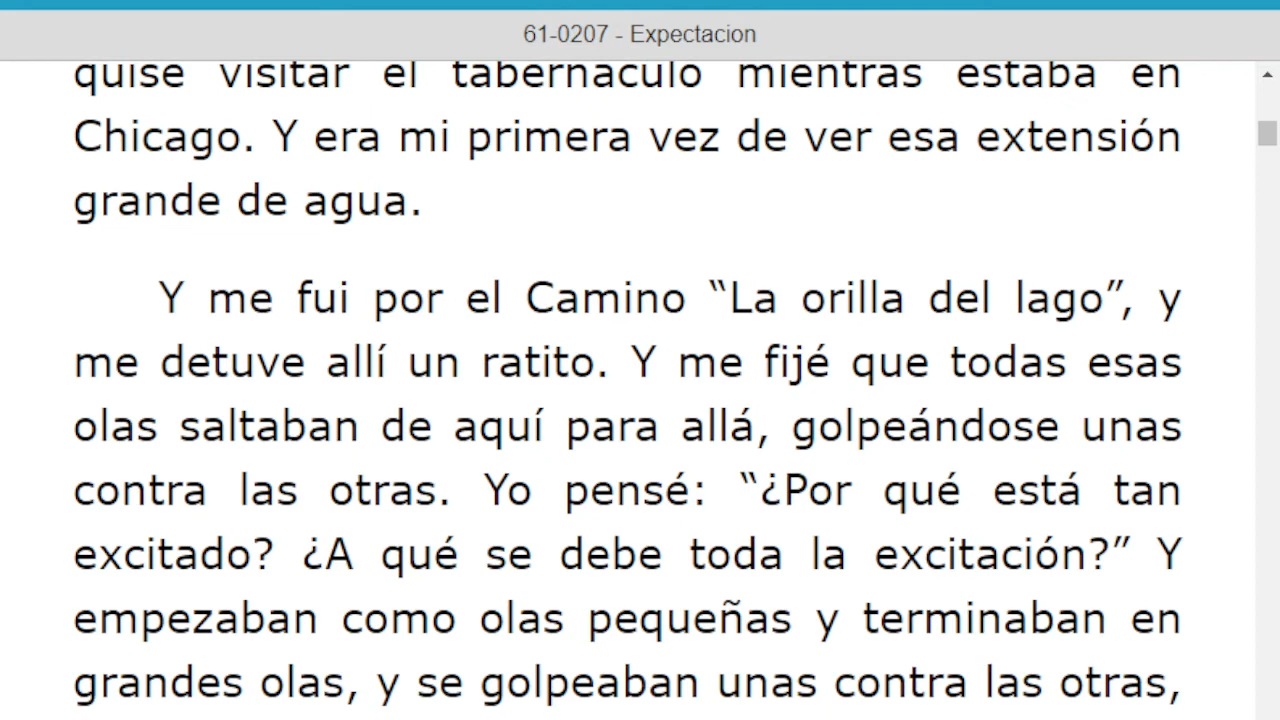 61-0207 - Expectacion
quise visitar el tabernáculo mientras estaba en
Chicago. Y era mi primera vez de ver esa extensión
grande de agua.
Y me fui por el Camino “La orilla del lago”, y
me detuve allí un ratito. Y me fijé que todas esas
olas saltaban de aquí para allá, golpeándose unas
contra las otras. Yo pensé: “¿Por qué está tan
excitado? ¿A qué se debe toda la excitación?” Y
empezaban como olas pequeñas y terminaban en
grandes olas, y se golpeaban unas contra las otras,